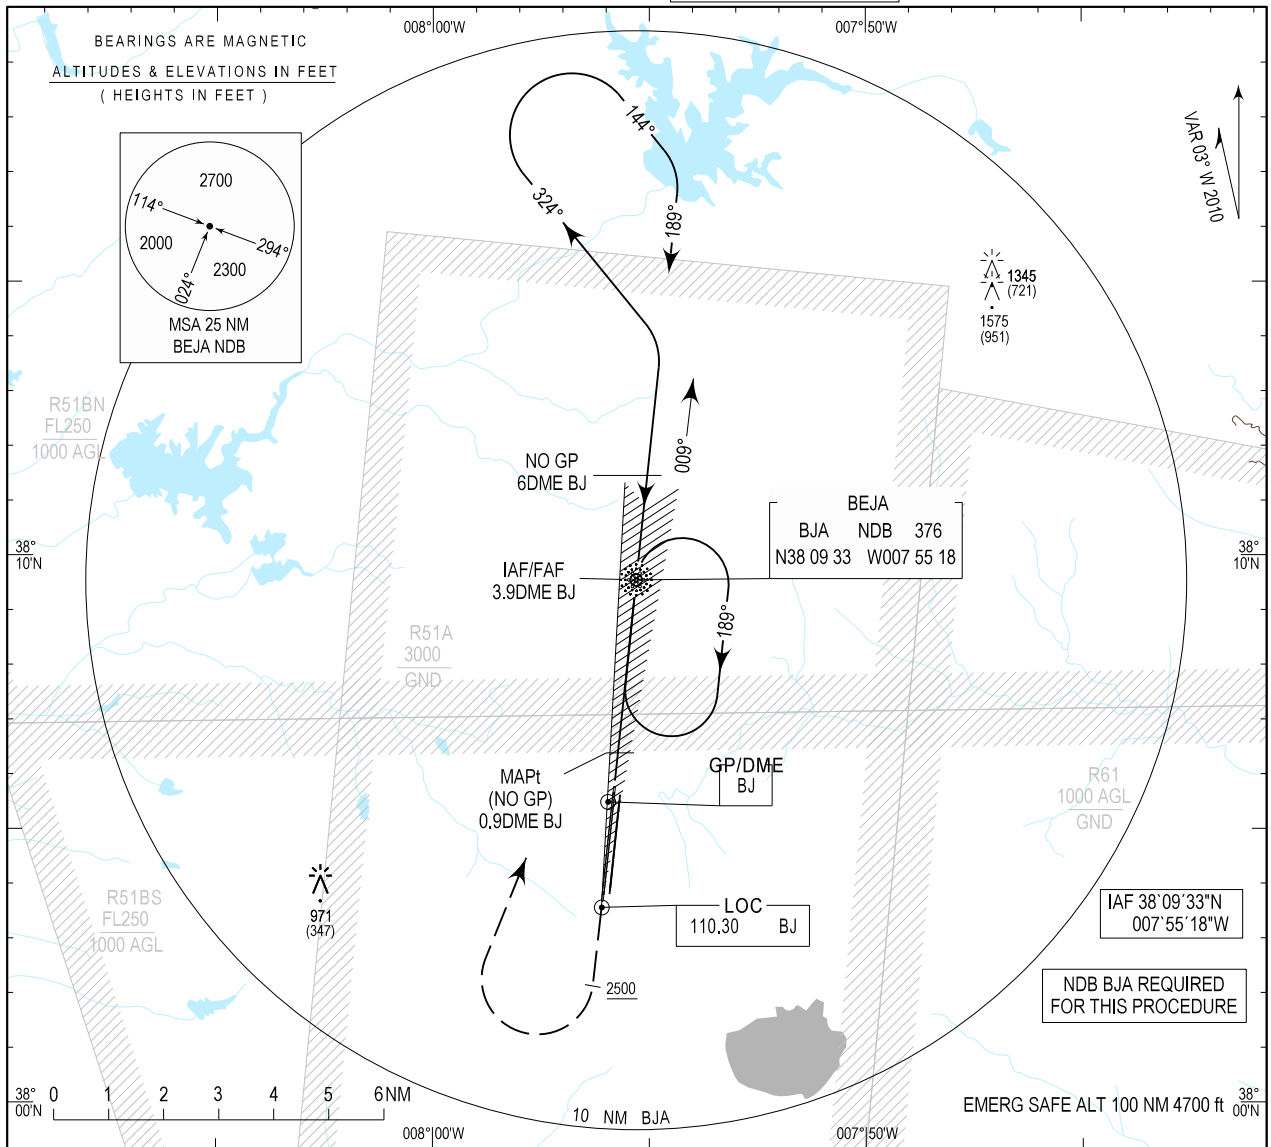 008°00'W
007°50'W
BEARINGS ARE MAGNETIC
ALTITUDES & ELEVATIONS IN FEET
( HEIGHTS IN FEET )
2700
114°
2000
294°
2300
024°
MSA 25 NM
BEJA NDB
144°
324°
189°
VAR 03° W 2010
1345
(721)
1575
(951)
R51BN
FL250
1000 AGL
NO GP
6DME BJ
009°
BEJA
BJA NDB 376
N38 09 33 W007 55 18
38°
10'N
38°
10'N
IAF/FAF
3.9DME BJ
189°
R51A
3000
GND
MAPt
(NO GP)
0.9DME BJ
GP/DME
BJ
R61
1000 AGL
GND
971
(347)
R51BS
FL250
1000 AGL
LOC
110.30 BJ
IAF 38°09'33"N
007°55'18"W
2500
NDB BJA REQUIRED
FOR THIS PROCEDURE
38°
00'N
0 1 2 3 4 5 6 NM
10 NM BJA
EMERG SAFE ALT 100 NM 4700 ft
38°
00'N
008°00'W
007°50'W